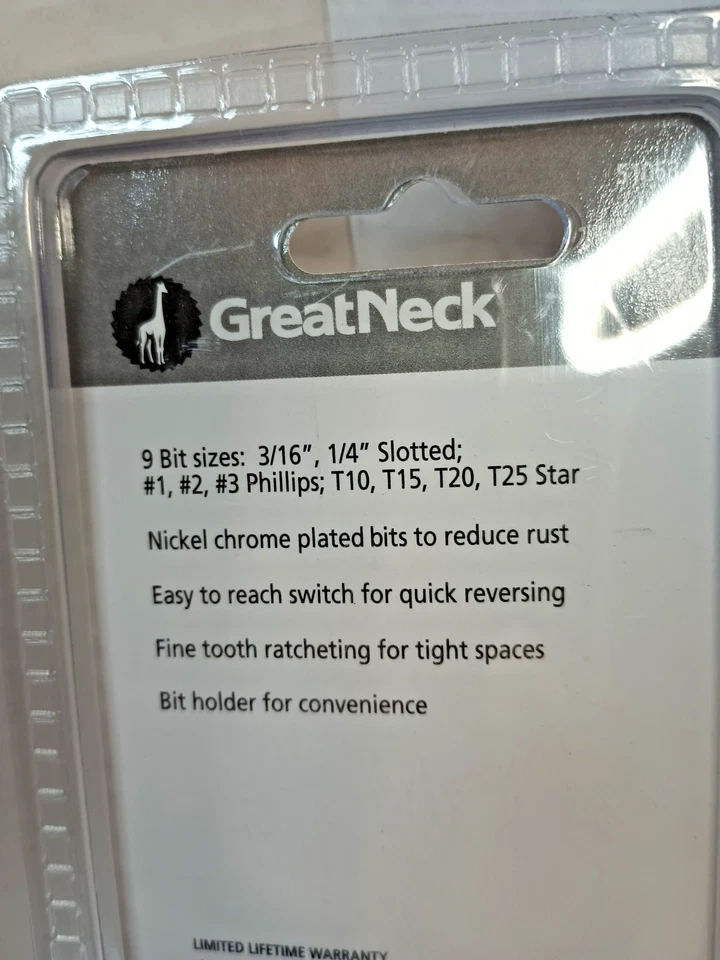 GreatNeck
9 Bit sizes: 3/16”, 1/4” Slotted;
#1, #2, #3 Phillips; T10, T15, T20, T25 Star
Nickel chrome plated bits to reduce rust
Easy to reach switch for quick reversing
Fine tooth ratcheting for tight spaces
Bit holder for convenience
LIMITED LIFETIME WARRANTY